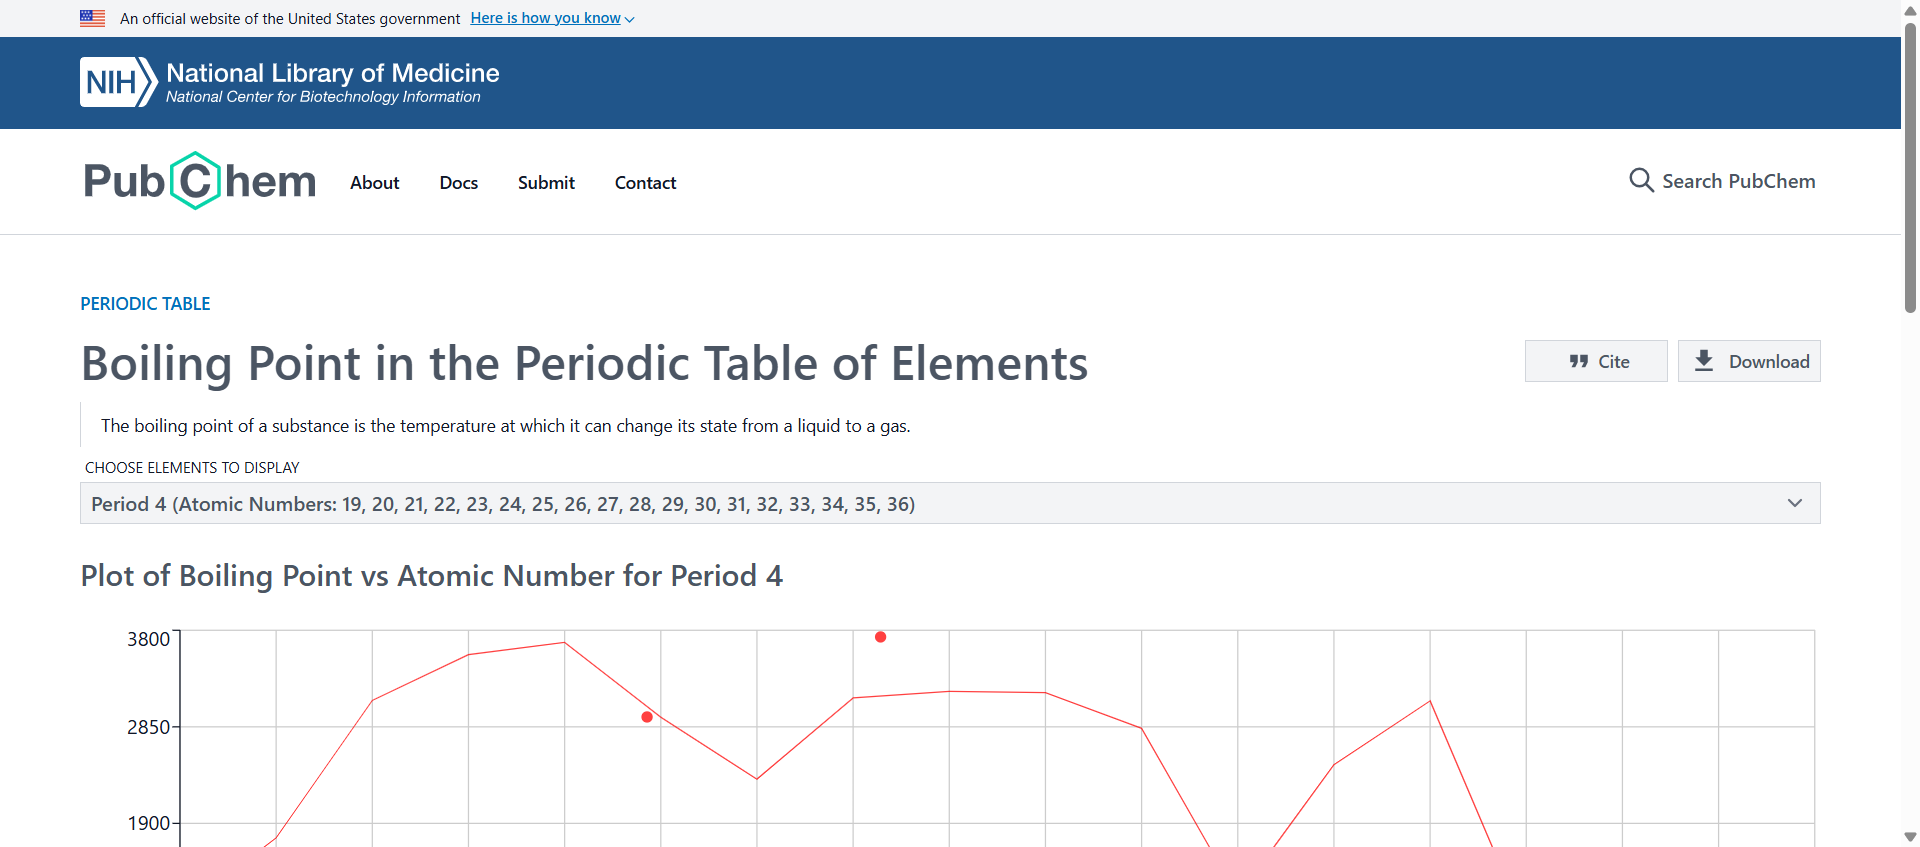 An official website of the United States government Here is how you know
NIH National Library of Medicine
National Center for Biotechnology Information
PubChem About Docs Submit Contact Search PubChem
PERIODIC TABLE
Boiling Point in the Periodic Table of Elements
Cite Download
The boiling point of a substance is the temperature at which it can change its state from a liquid to a gas.
CHOOSE ELEMENTS TO DISPLAY
Period 4 (Atomic Numbers: 19, 20, 21, 22, 23, 24, 25, 26, 27, 28, 29, 30, 31, 32, 33, 34, 35, 36)
Plot of Boiling Point vs Atomic Number for Period 4
3800
2850
1900